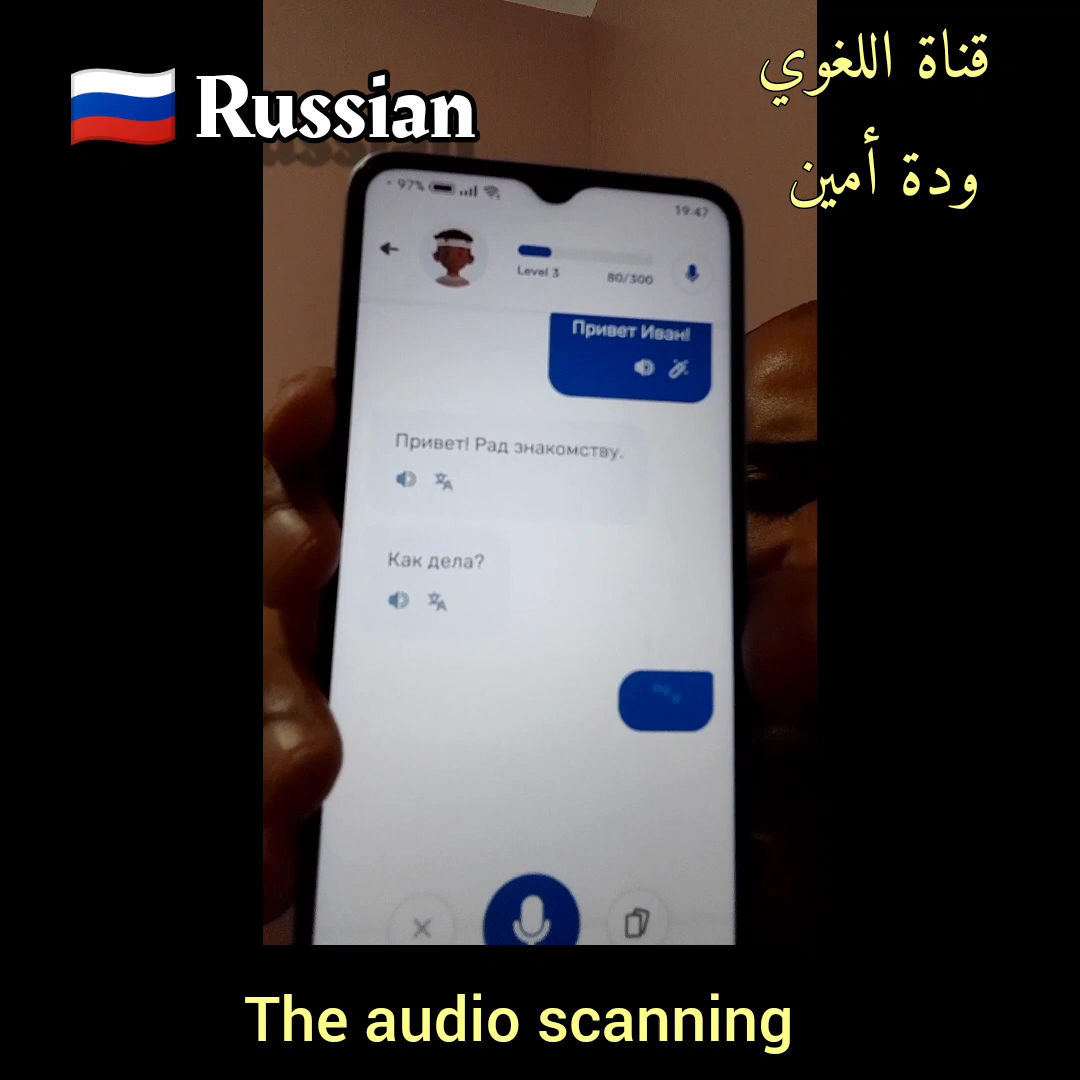 🇷🇺 Russian
قناة اللغوي
ودة أمين
97%
19:47
Level 3
80/300
Привет Иван!
Привет! Рад знакомству.
Как дела?
The audio scanning